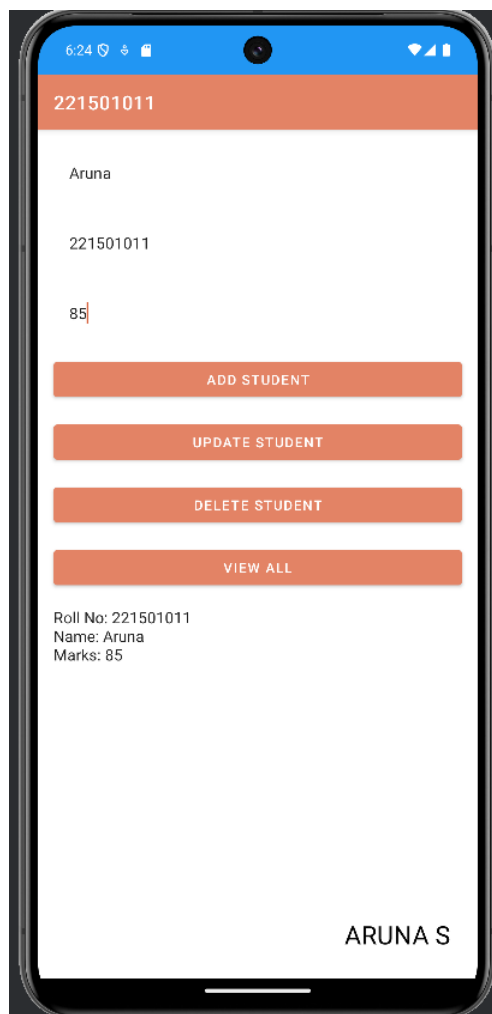 6:24
221501011
Aruna
221501011
85
ADD STUDENT
UPDATE STUDENT
DELETE STUDENT
VIEW ALL
Roll No: 221501011
Name: Aruna
Marks: 85
ARUNA S